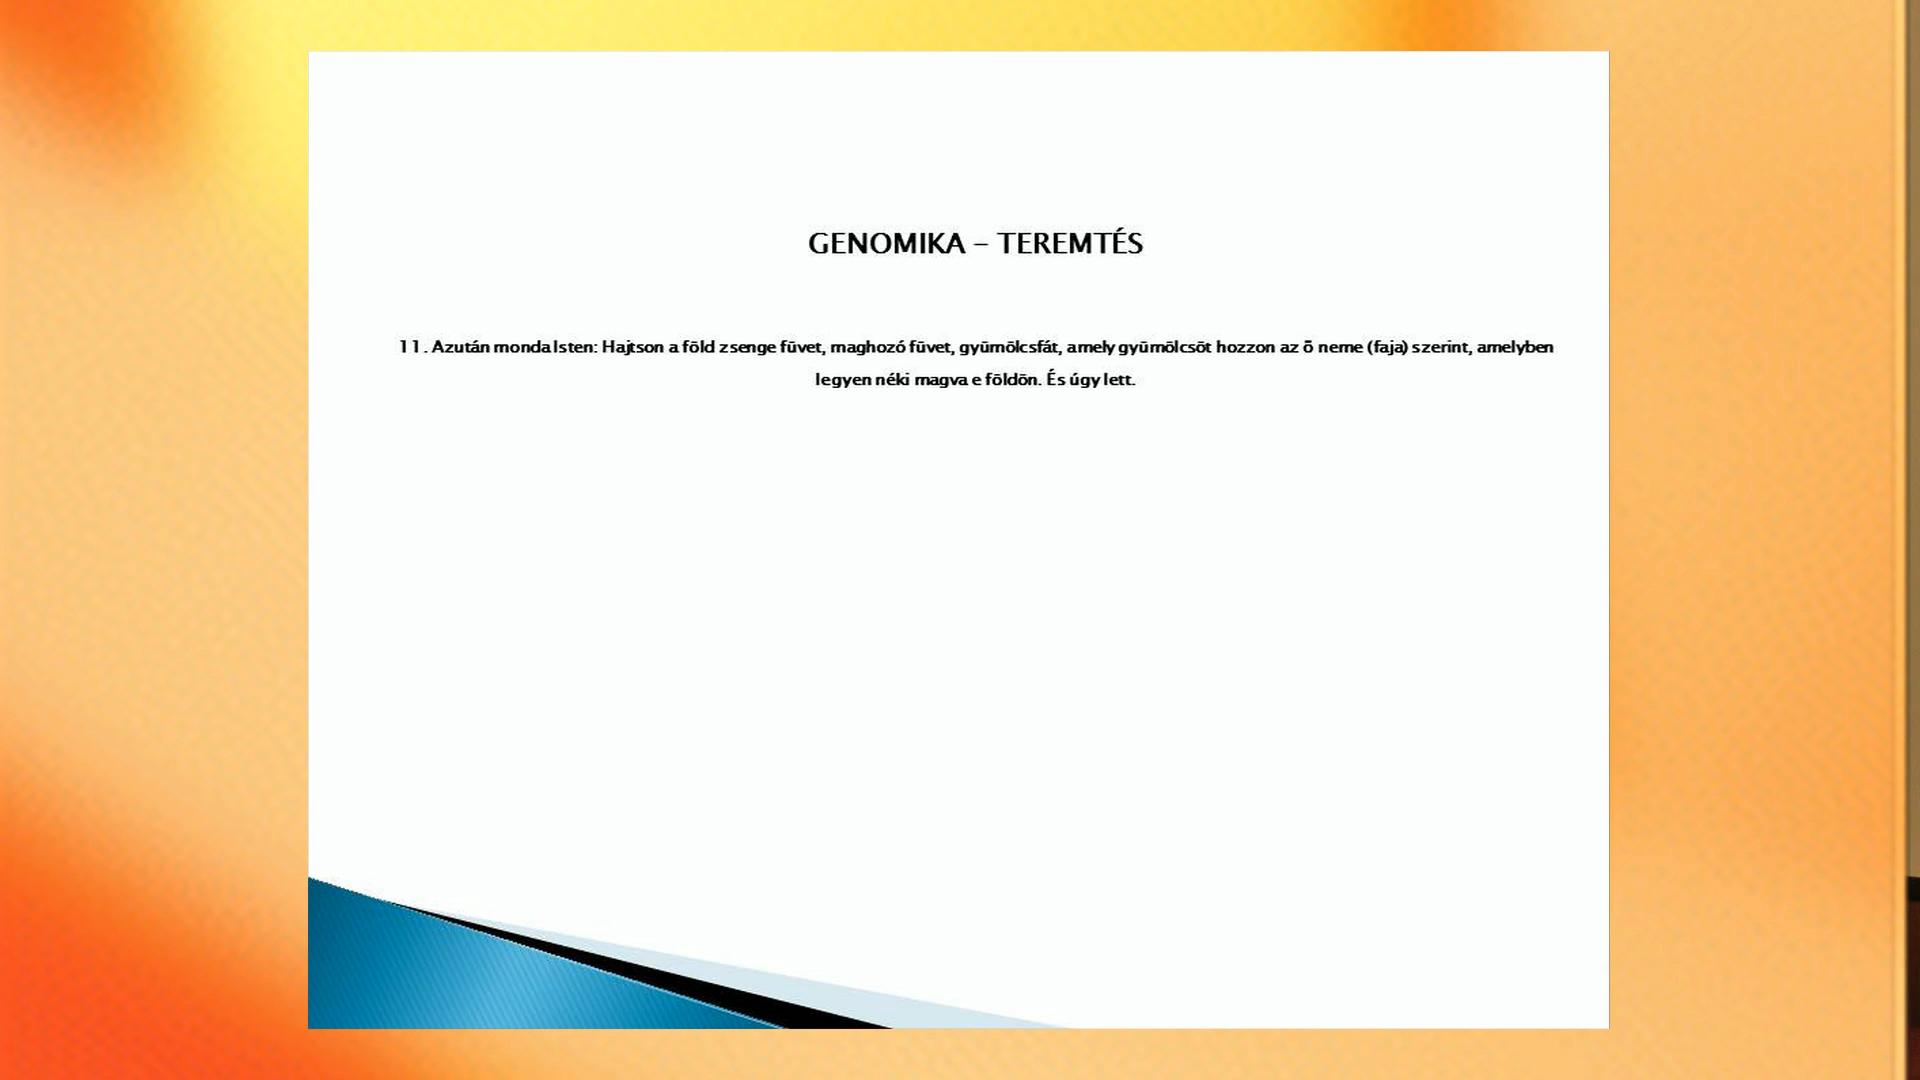 GENOMIKA – TEREMTÉS
11. Azután monda Isten: Hajtson a föld zsenge füvet, maghozó füvet, gyümölcsfát, amely gyümölcsöt hozzon az õ neme (faja) szerint, amelyben
legyen néki magva e földön. És úgy lett.